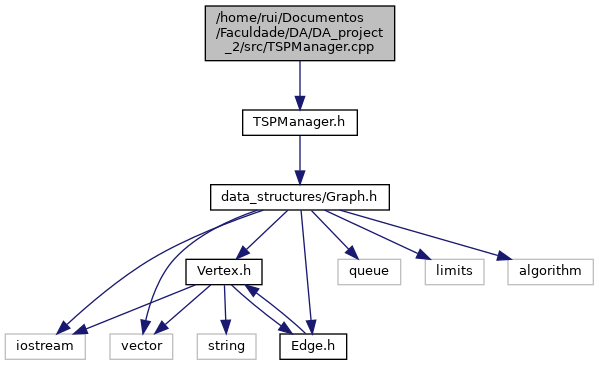 /home/rui/Documentos
/Faculdade/DA/DA_project
_2/src/TSPManager.cpp
TSPManager.h
data_structures/Graph.h
Vertex.h
queue
limits
algorithm
iostream
vector
string
Edge.h